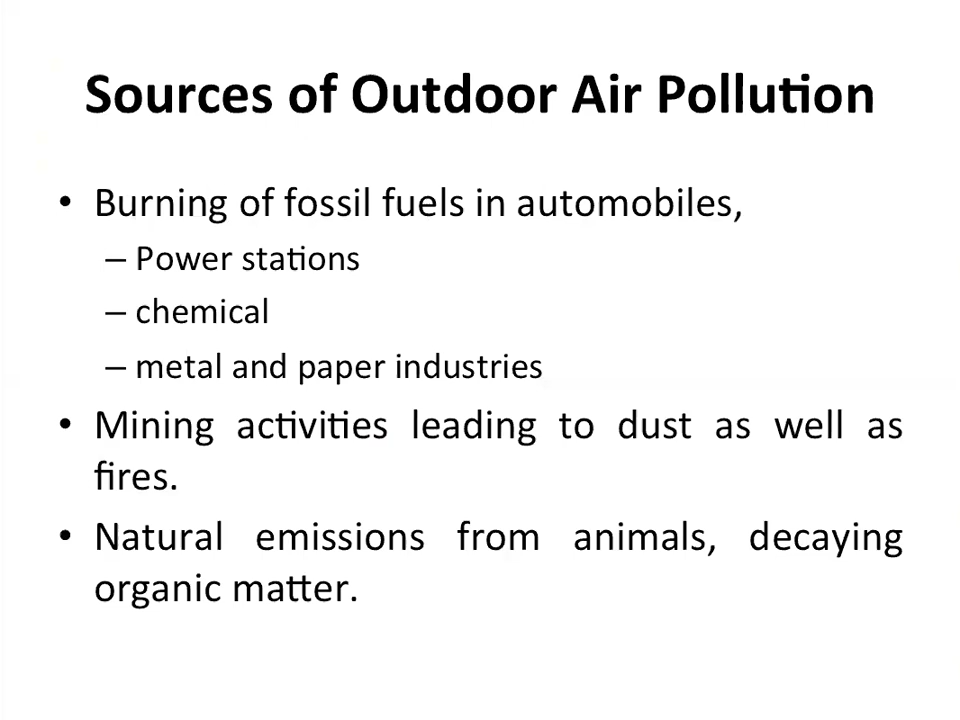 Sources of Outdoor Air Pollution
• Burning of fossil fuels in automobiles,
– Power stations
– chemical
– metal and paper industries
• Mining activities leading to dust as well as
fires.
• Natural emissions from animals, decaying
organic matter.